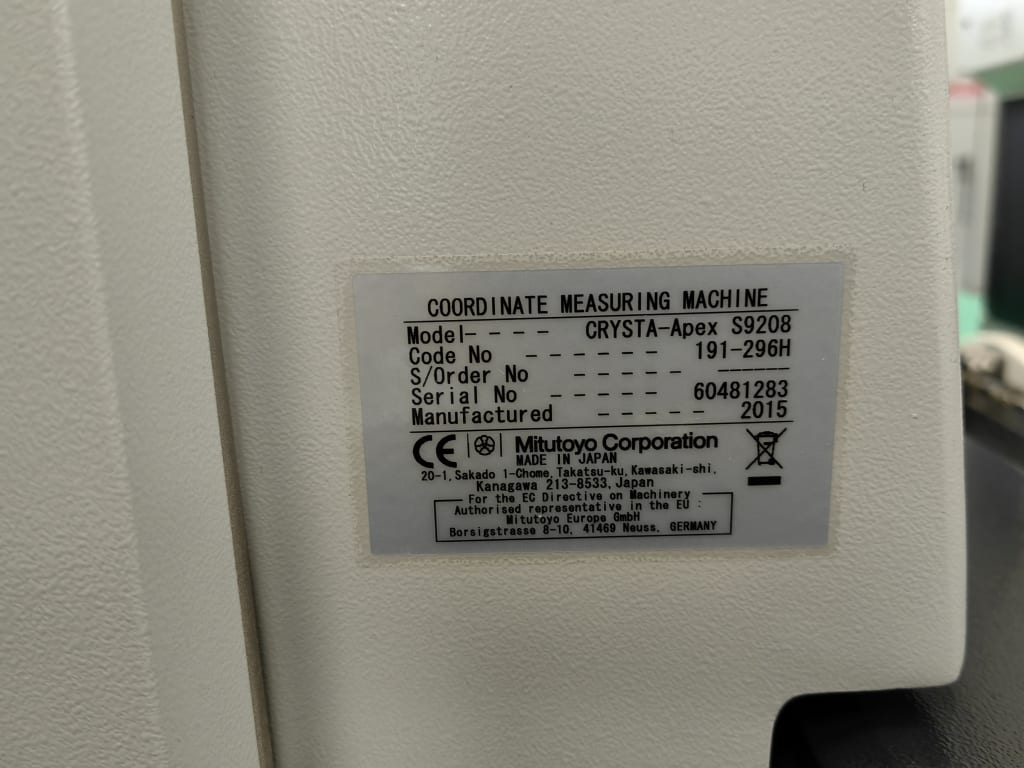 COORDINATE MEASURING MACHINE
Model- - - - CRYSTA-Apex S9208
Code No - - - - - - 191-296H
S/Order No - - - - - ------
Serial No - - - - - 60481283
Manufactured - - - - - 2015
CE Mitutoyo Corporation
MADE IN JAPAN
20-1, Sakado 1-Chome, Takatsu-ku, Kawasaki-shi,
Kanagawa 213-8533, Japan
For the EC Directive on Machinery
Authorised representative in the EU :
Mitutoyo Europe GmbH
Borsigstrasse 8-10, 41469 Neuss, GERMANY